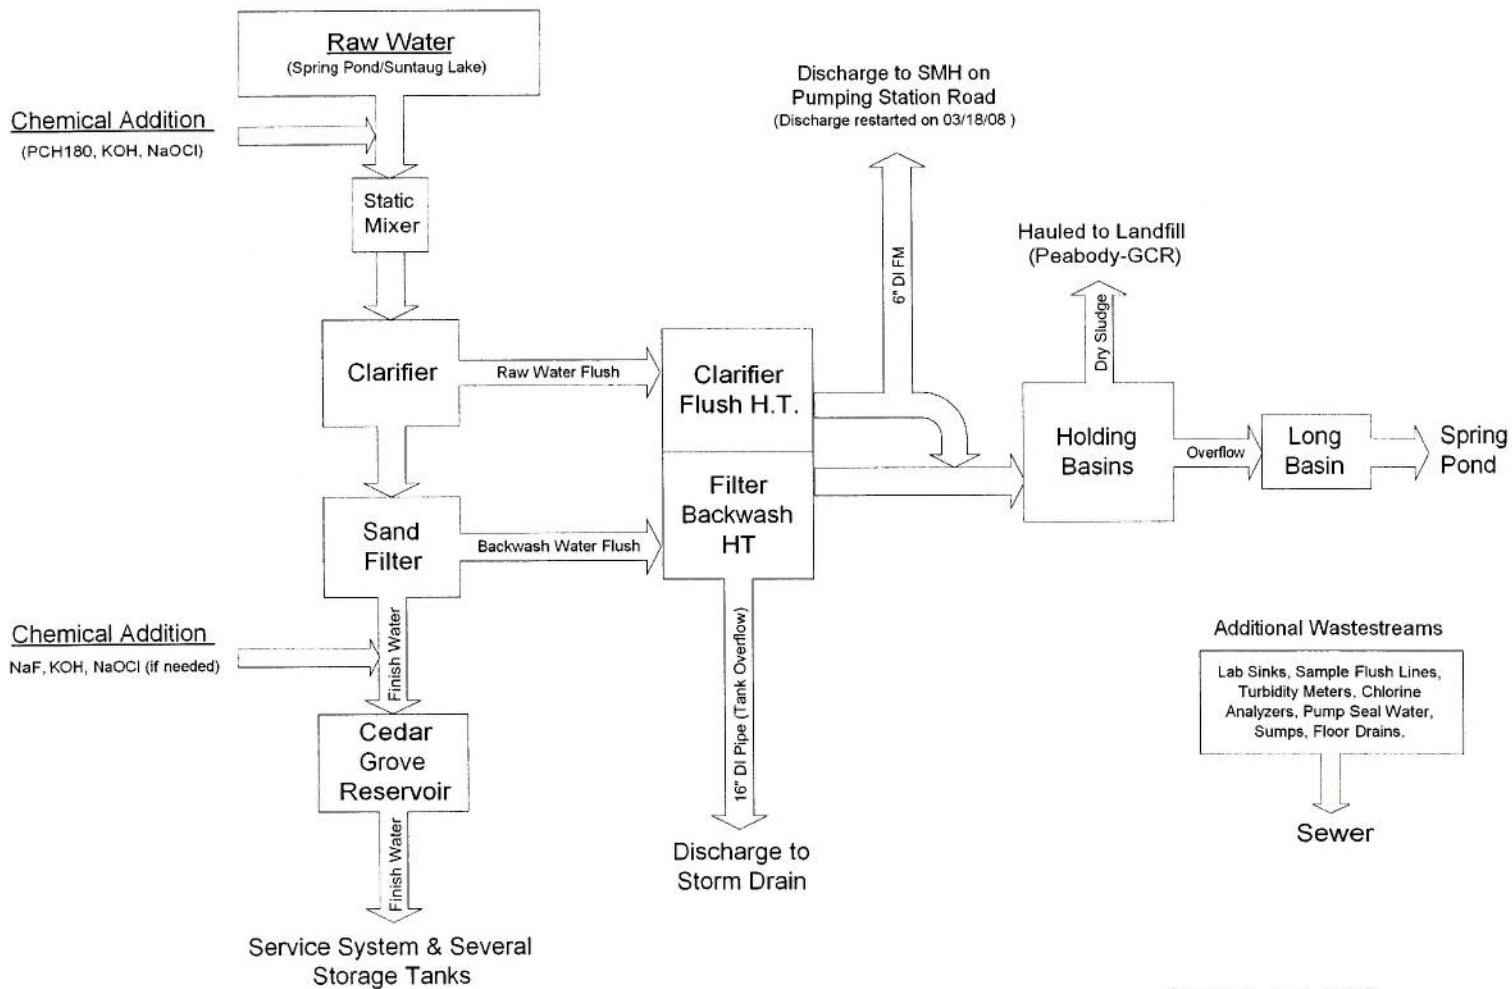 Raw Water
(Spring Pond/Suntaug Lake)
Chemical Addition
(PCH180, KOH, NaOCl)
Static
Mixer
Clarifier
Raw Water Flush
Sand
Filter
Backwash Water Flush
Chemical Addition
NaF, KOH, NaOCl (if needed)
Finish Water
Cedar
Grove
Reservoir
Finish Water
Service System & Several
Storage Tanks
Clarifier
Flush H.T.
Filter
Backwash
HT
16" DI Pipe (Tank Overflow)
Discharge to
Storm Drain
Discharge to SMH on
Pumping Station Road
(Discharge restarted on 03/18/08 )
6" DI FM
Hauled to Landfill
(Peabody-GCR)
Dry Sludge
Holding
Basins
Overflow
Long
Basin
Spring
Pond
Additional Wastestreams
Lab Sinks, Sample Flush Lines,
Turbidity Meters, Chlorine
Analyzers, Pump Seal Water,
Sumps, Floor Drains.
Sewer